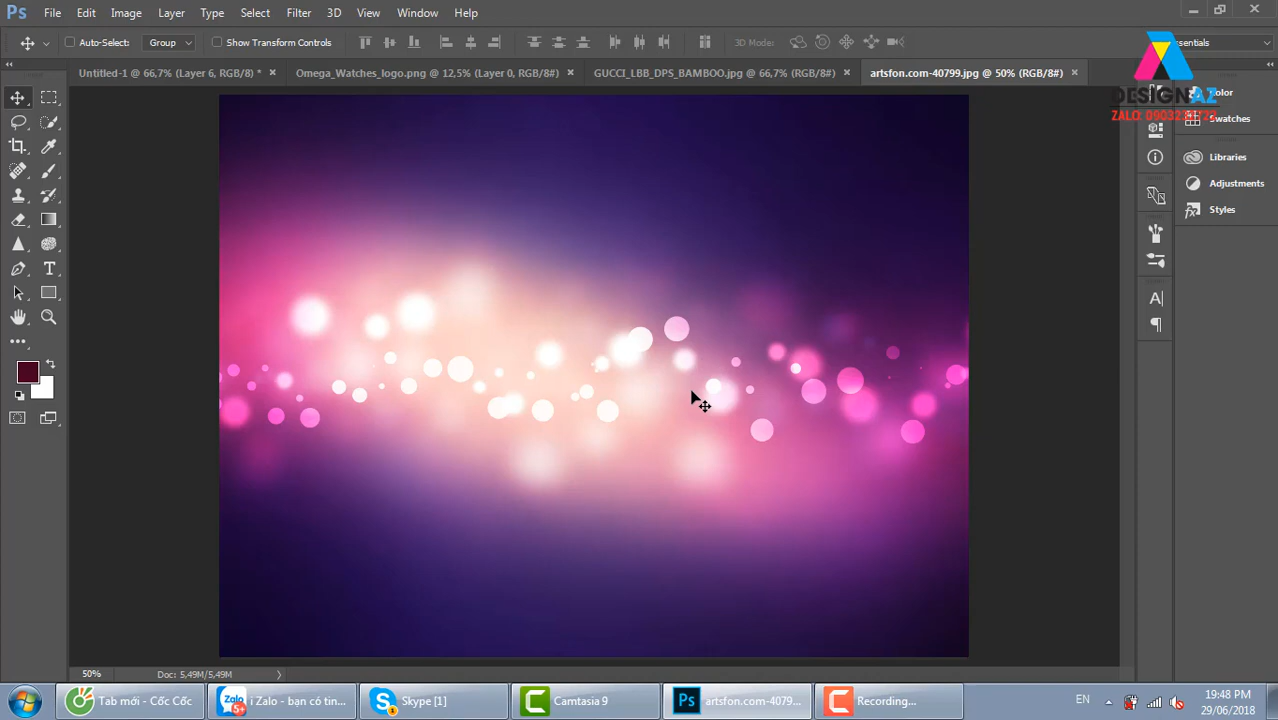 Ps File Edit Image Layer Type Select Filter 3D View Window Help
Auto-Select: Group Show Transform Controls 3D Mode: ssentials
Untitled-1 @ 66,7% (Layer 6, RGB/8) * Omega_Watches_logo.png @ 12,5% (Layer 0, RGB/8#) GUCCI_LBB_DPS_BAMBOO.jpg @ 66,7% (RGB/8#) artsfon.com-40799.jpg @ 50% (RGB/8#)
DESIGNAZ
Color
Swatches
Libraries
Adjustments
Styles
50% Doc: 5,49M/5,49M
Tab mới - Cốc Cốc
i Zalo - bạn có tin...
Skype [1]
Camtasia 9
artsfon.com-4079...
Recording...
EN
19:48 PM
29/06/2018